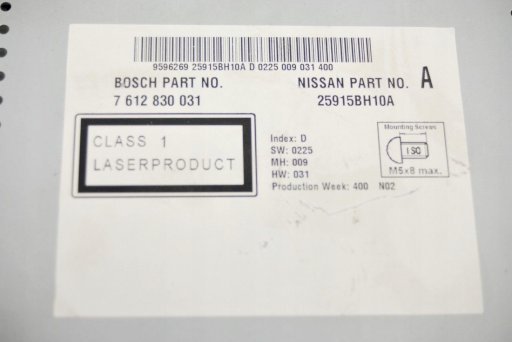 9596269 25915BH10A D 0225 009 031 400
BOSCH PART NO.
7 612 830 031
NISSAN PART NO. A
25915BH10A
CLASS 1
LASERPRODUCT
Index: D
SW: 0225
MH: 009
HW: 031
Production Week: 400 N02
Mounting Screws
ISO
M5x8 max.